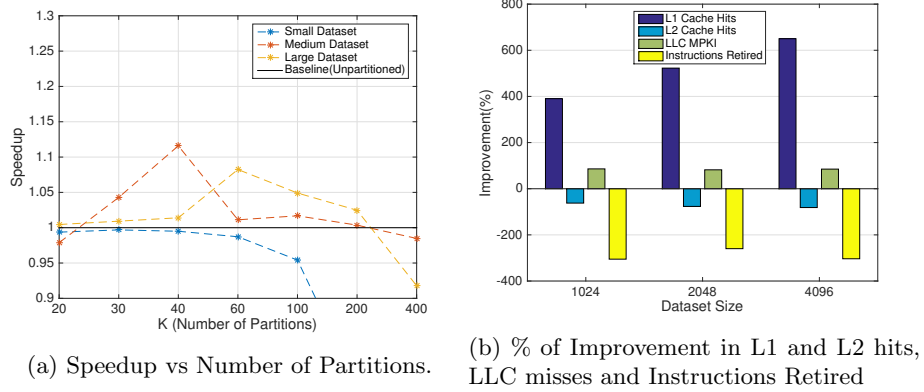 1.3
1.25
1.2
1.15
1.1
1.05
1
0.95
0.9
Speedup
Small Dataset
Medium Dataset
Large Dataset
Baseline(Unpartitioned)
20 30 40 60 100 200 400
K (Number of Partitions)
(a) Speedup vs Number of Partitions.
800
600
400
200
0
-200
-400
Improvement(%)
L1 Cache Hits
L2 Cache Hits
LLC MPKI
Instructions Retired
1024 2048 4096
Dataset Size
(b) % of Improvement in L1 and L2 hits,
LLC misses and Instructions Retired